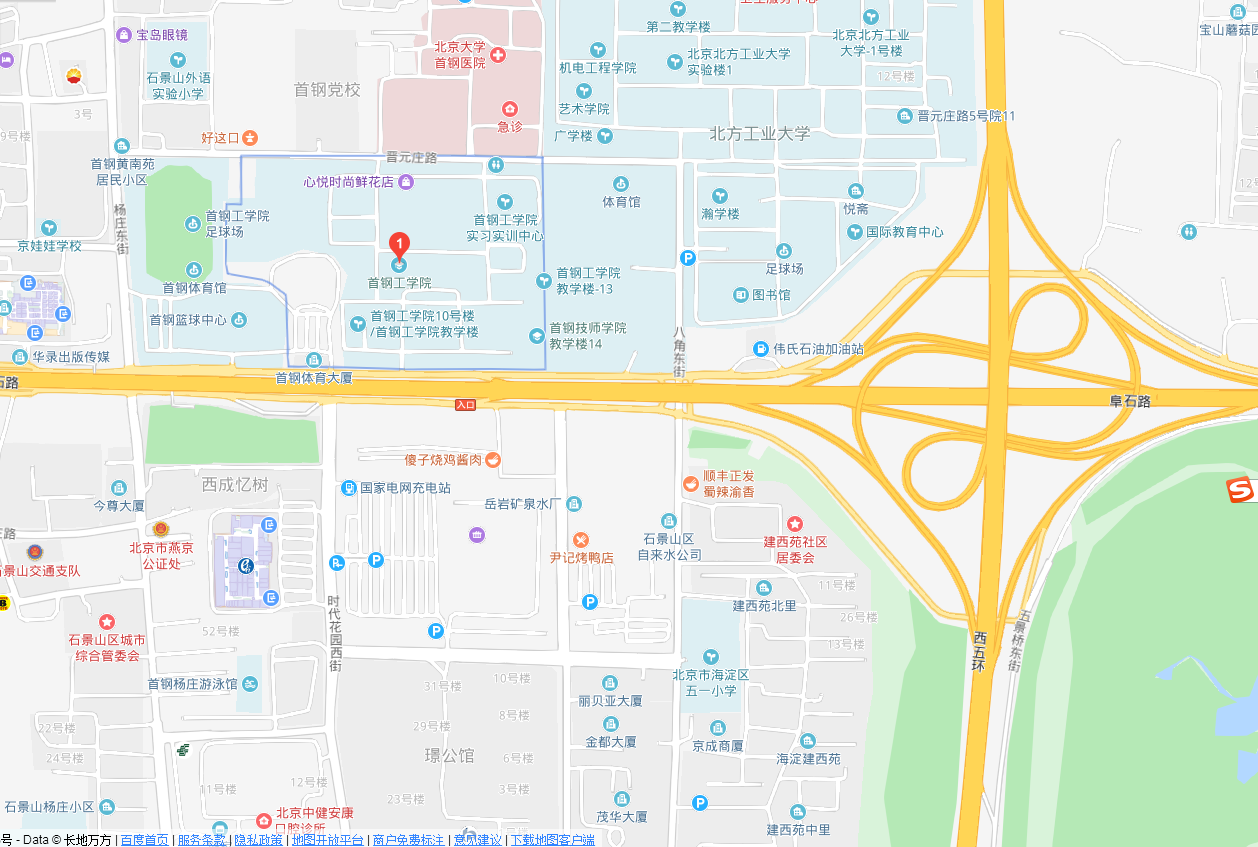 宝岛眼镜
石景山外语
实验小学
3号
9号楼
首钢党校
北京大学
首钢医院
急诊
好这口
第二教学楼
机电工程学院
北京北方工业大学
实验楼1
艺术学院
广学楼
北京北方工业
大学-1号楼
12号楼
晋元庄路5号院11
宝山蘑菇园
北方工业大学
首钢黄南苑
居民小区
杨庄东街
晋元庄路
心悦时尚鲜花店
首钢工学院
足球场
首钢工学院
实习实训中心
体育馆
瀚学楼
悦斋
国际教育中心
京娃娃学校
1
首钢工学院
首钢体育馆
首钢工学院
教学楼-13
足球场
图书馆
首钢篮球中心
首钢工学院10号楼
/首钢工学院教学楼
首钢技师学院
教学楼14
八角东街
伟氏石油加油站
华录出版传媒
首钢体育大厦
石路
入口
阜石路
傻子烧鸡酱肉
西成忆树
国家电网充电站
岳岩矿泉水厂
顺丰正发
蜀辣渝香
今尊大厦
北京市燕京
公证处
石景山交通支队
尹记烤鸭店
石景山区
自来水公司
建西苑社区
居委会
11号楼
建西苑北里
26号楼
13号楼
石景山区城市
综合管委会
52号楼
时代花园西街
西五环
五景桥东街
首钢杨庄游泳馆
31号楼
10号楼
北京市海淀区
五一小学
丽贝亚大厦
29号楼
8号楼
金都大厦
京成商厦
海淀建西苑
22号楼
24号楼
璟公馆
6号楼
11号楼
12号楼
3号楼
23号楼
石景山杨庄小区
北京中健安康
口腔诊所
茂华大厦
建西苑中里
号 - Data © 长地万方 | 百度首页 | 服务条款 | 隐私政策 | 地图开放平台 | 商户免费标注 | 意见建议 | 下载地图客户端